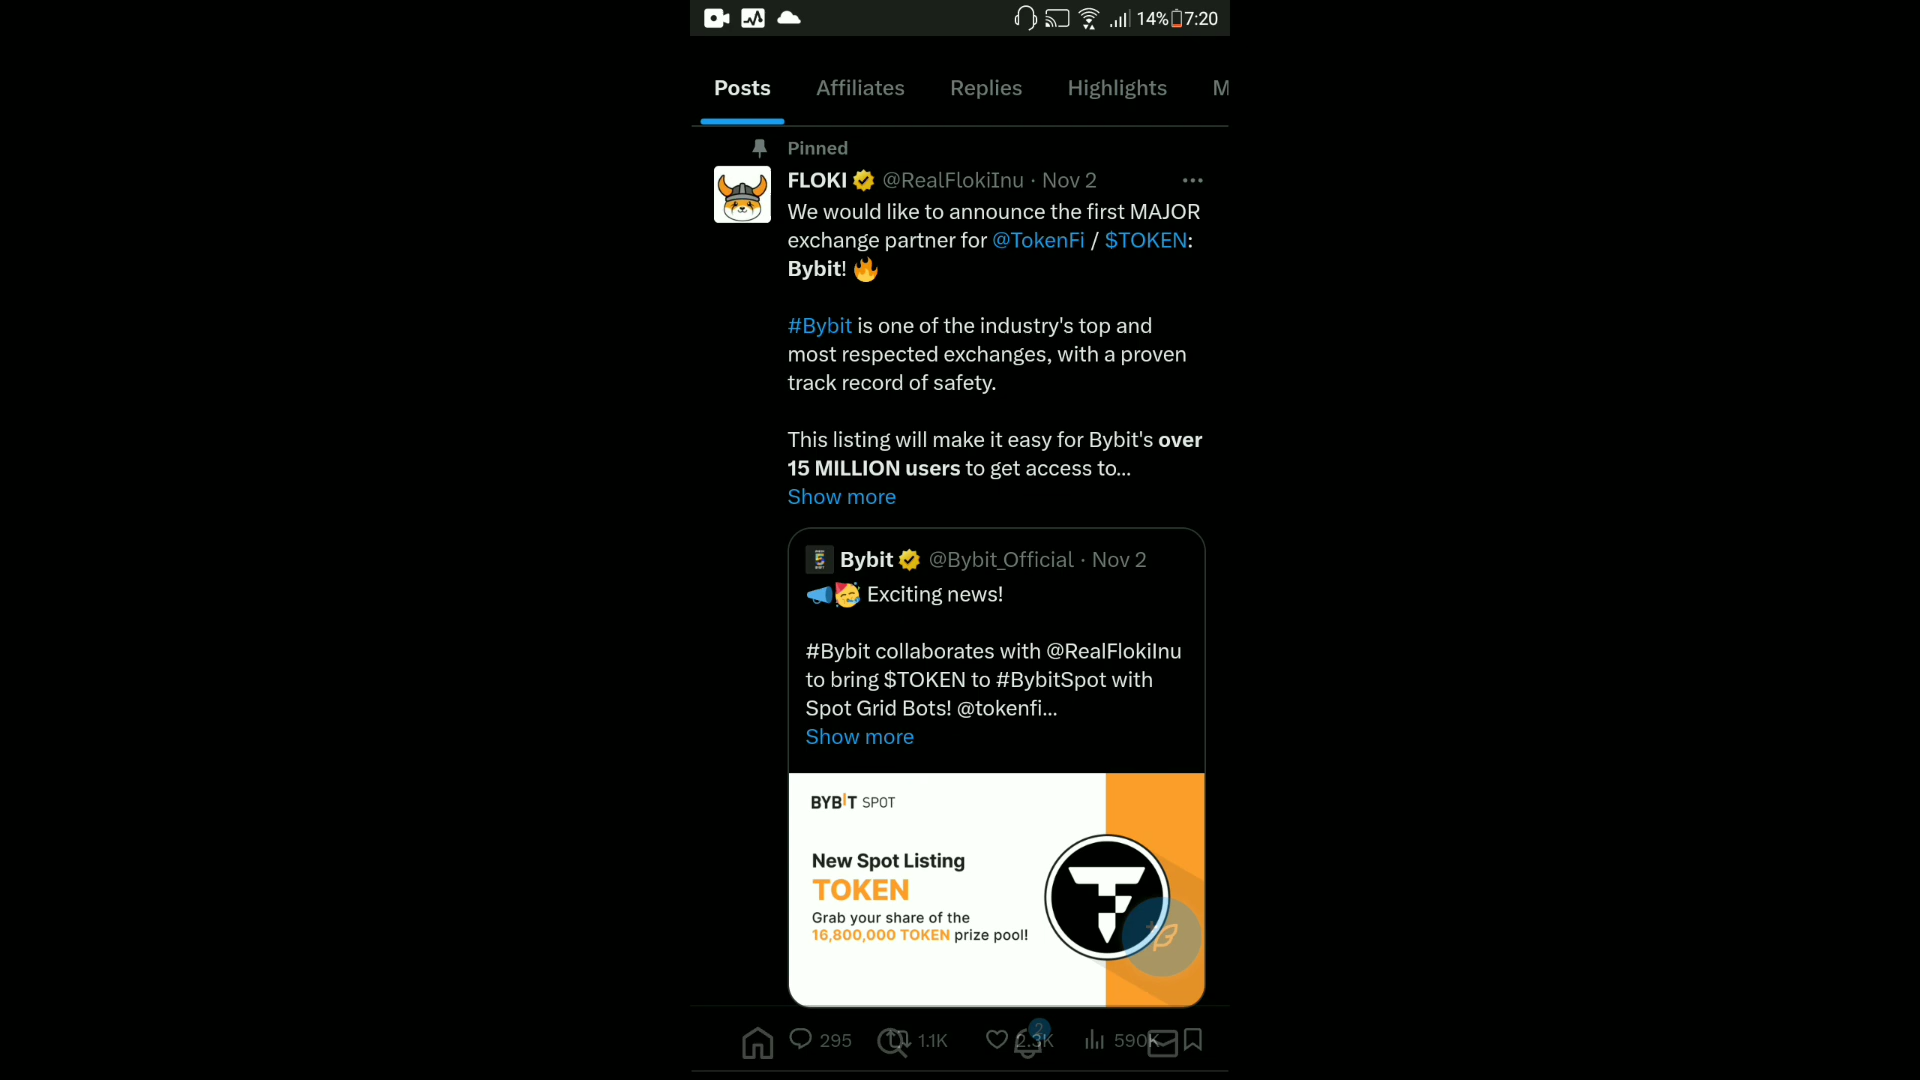 14% 7:20
Posts Affiliates Replies Highlights M
Pinned
FLOKI @RealFlokiInu · Nov 2
We would like to announce the first MAJOR
exchange partner for @TokenFi / $TOKEN:
Bybit! 🔥
#Bybit is one of the industry's top and
most respected exchanges, with a proven
track record of safety.
This listing will make it easy for Bybit's over
15 MILLION users to get access to...
Show more
Bybit @Bybit_Official · Nov 2
📣🥳 Exciting news!
#Bybit collaborates with @RealFlokiInu
to bring $TOKEN to #BybitSpot with
Spot Grid Bots! @tokenfi...
Show more
BYBIT SPOT
New Spot Listing
TOKEN
Grab your share of the
16,800,000 TOKEN prize pool!
295 1.1K 2.3K 2 590K